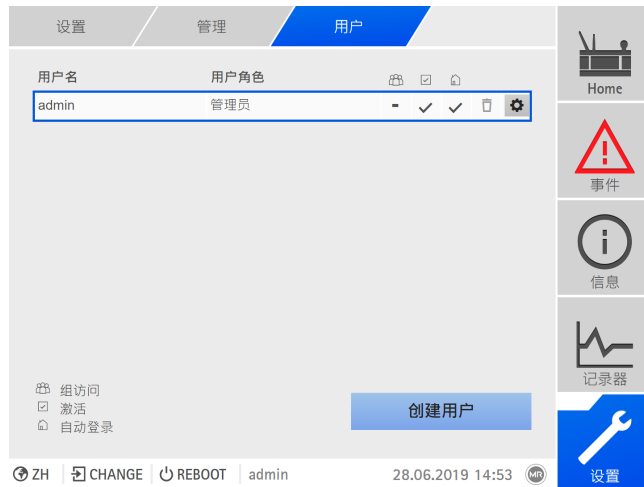 设置 管理 用户
用户名 用户角色
admin 管理员
组访问
激活
自动登录
创建用户
ZH CHANGE REBOOT admin 28.06.2019 14:53 MR
Home
事件
信息
记录器
设置